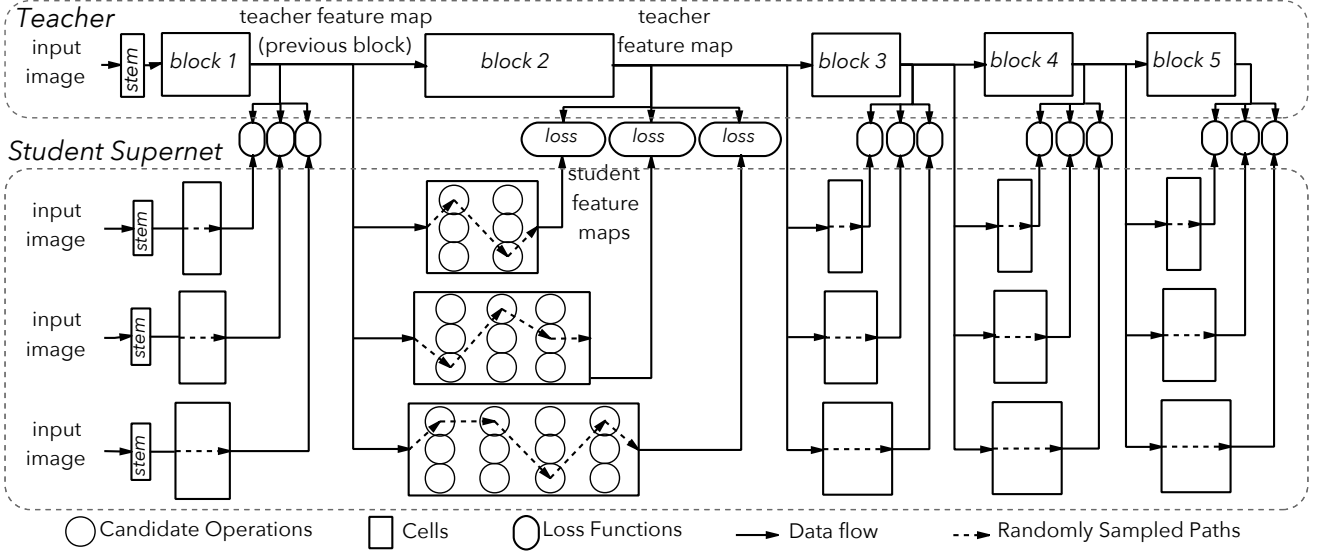 Teacher
teacher feature map
(previous block)
teacher
feature map
input
image
stem
block 1
block 2
block 3
block 4
block 5
loss
loss
loss
Student Supernet
student
feature
maps
input
image
stem
input
image
stem
input
image
stem
Candidate Operations
Cells
Loss Functions
Data flow
Randomly Sampled Paths